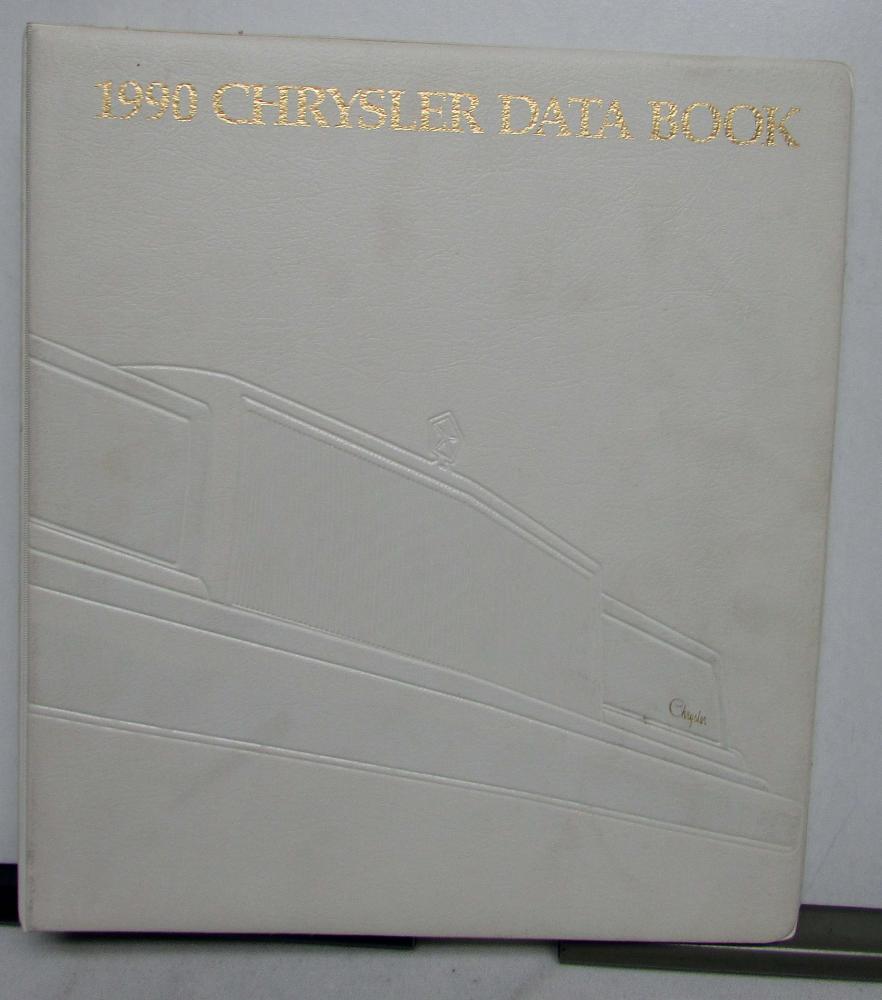 1990 CHRYSLER DATA BOOK
Chrysler